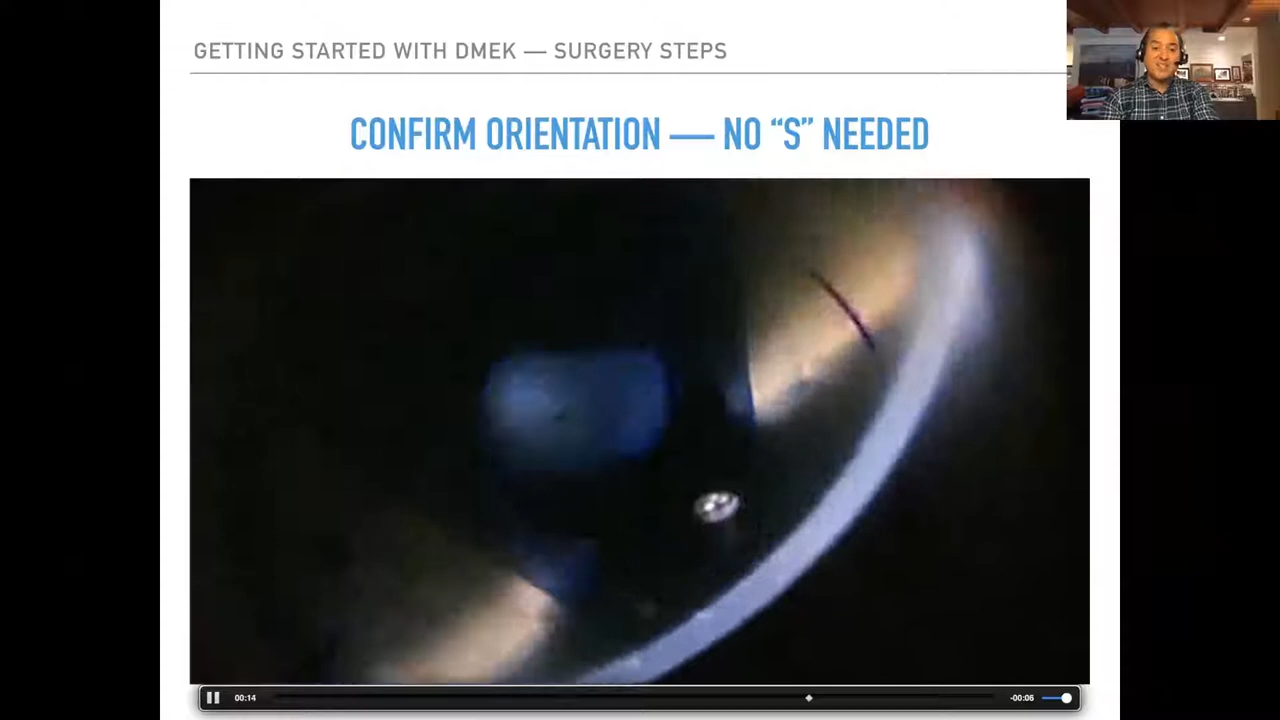 GETTING STARTED WITH DMEK — SURGERY STEPS
CONFIRM ORIENTATION — NO “S” NEEDED
00:14
-00:06